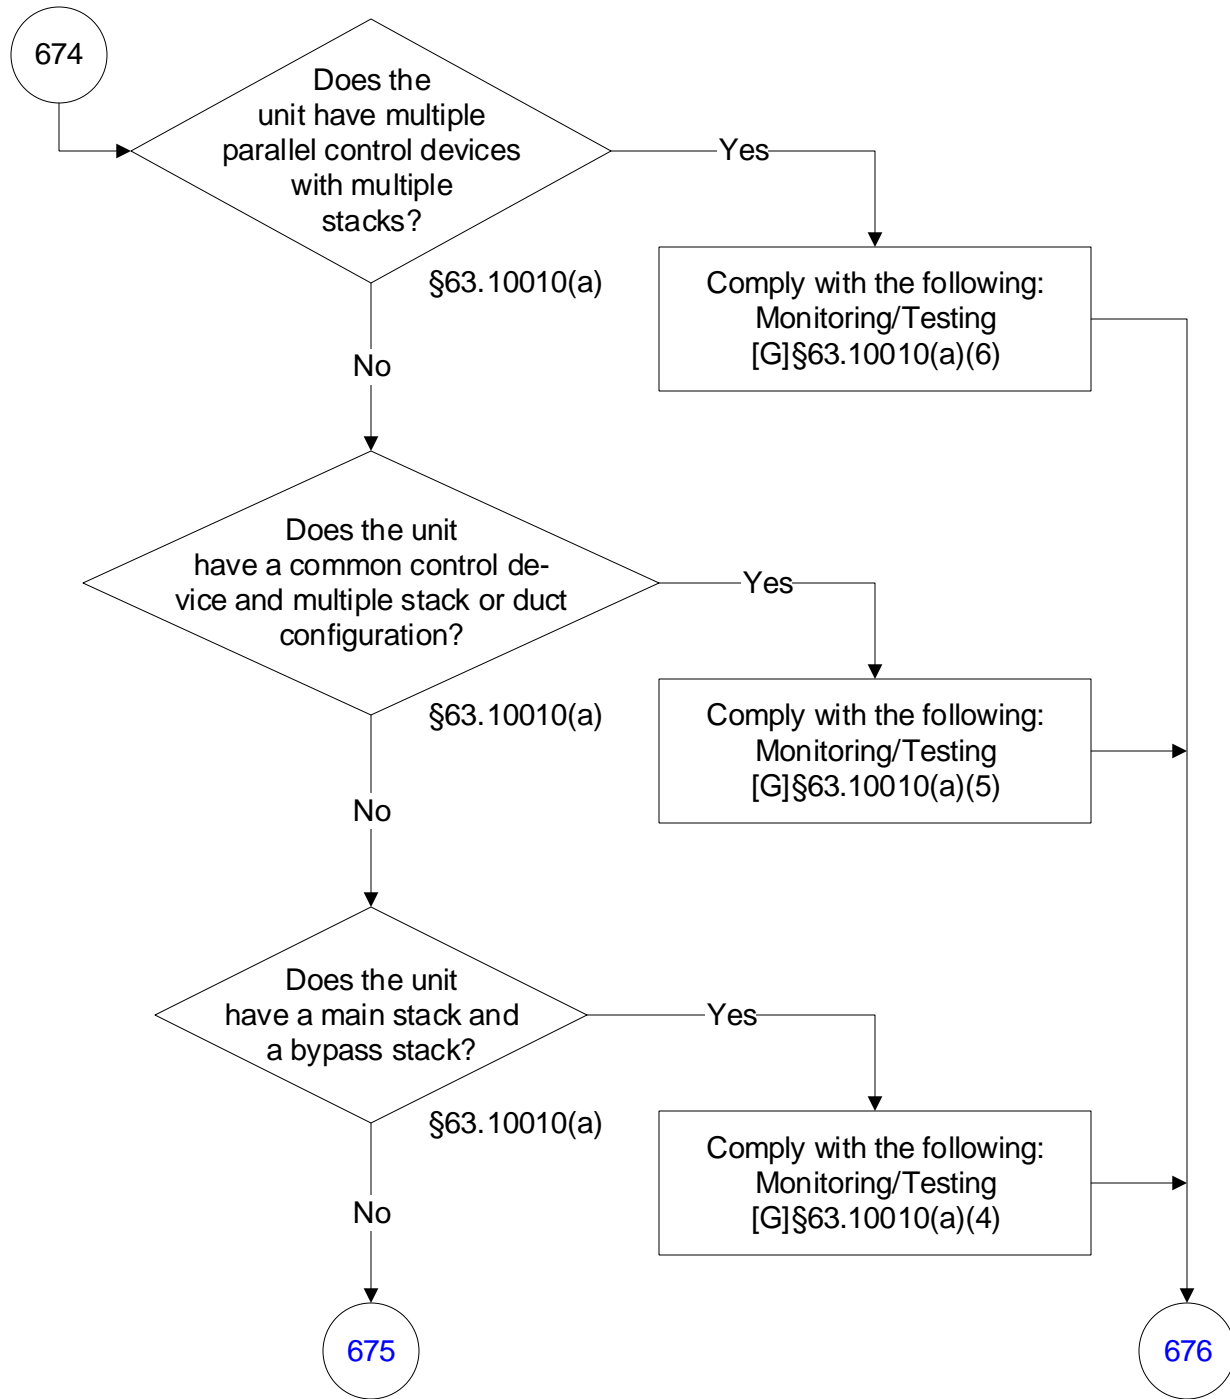 674
Does the
unit have multiple
parallel control devices
with multiple
stacks?
Yes
§63.10010(a)
Comply with the following:
Monitoring/Testing
[G]§63.10010(a)(6)
No
Does the unit
have a common control de-
vice and multiple stack or duct
configuration?
Yes
§63.10010(a)
Comply with the following:
Monitoring/Testing
[G]§63.10010(a)(5)
No
Does the unit
have a main stack and
a bypass stack?
Yes
§63.10010(a)
Comply with the following:
Monitoring/Testing
[G]§63.10010(a)(4)
No
675
676